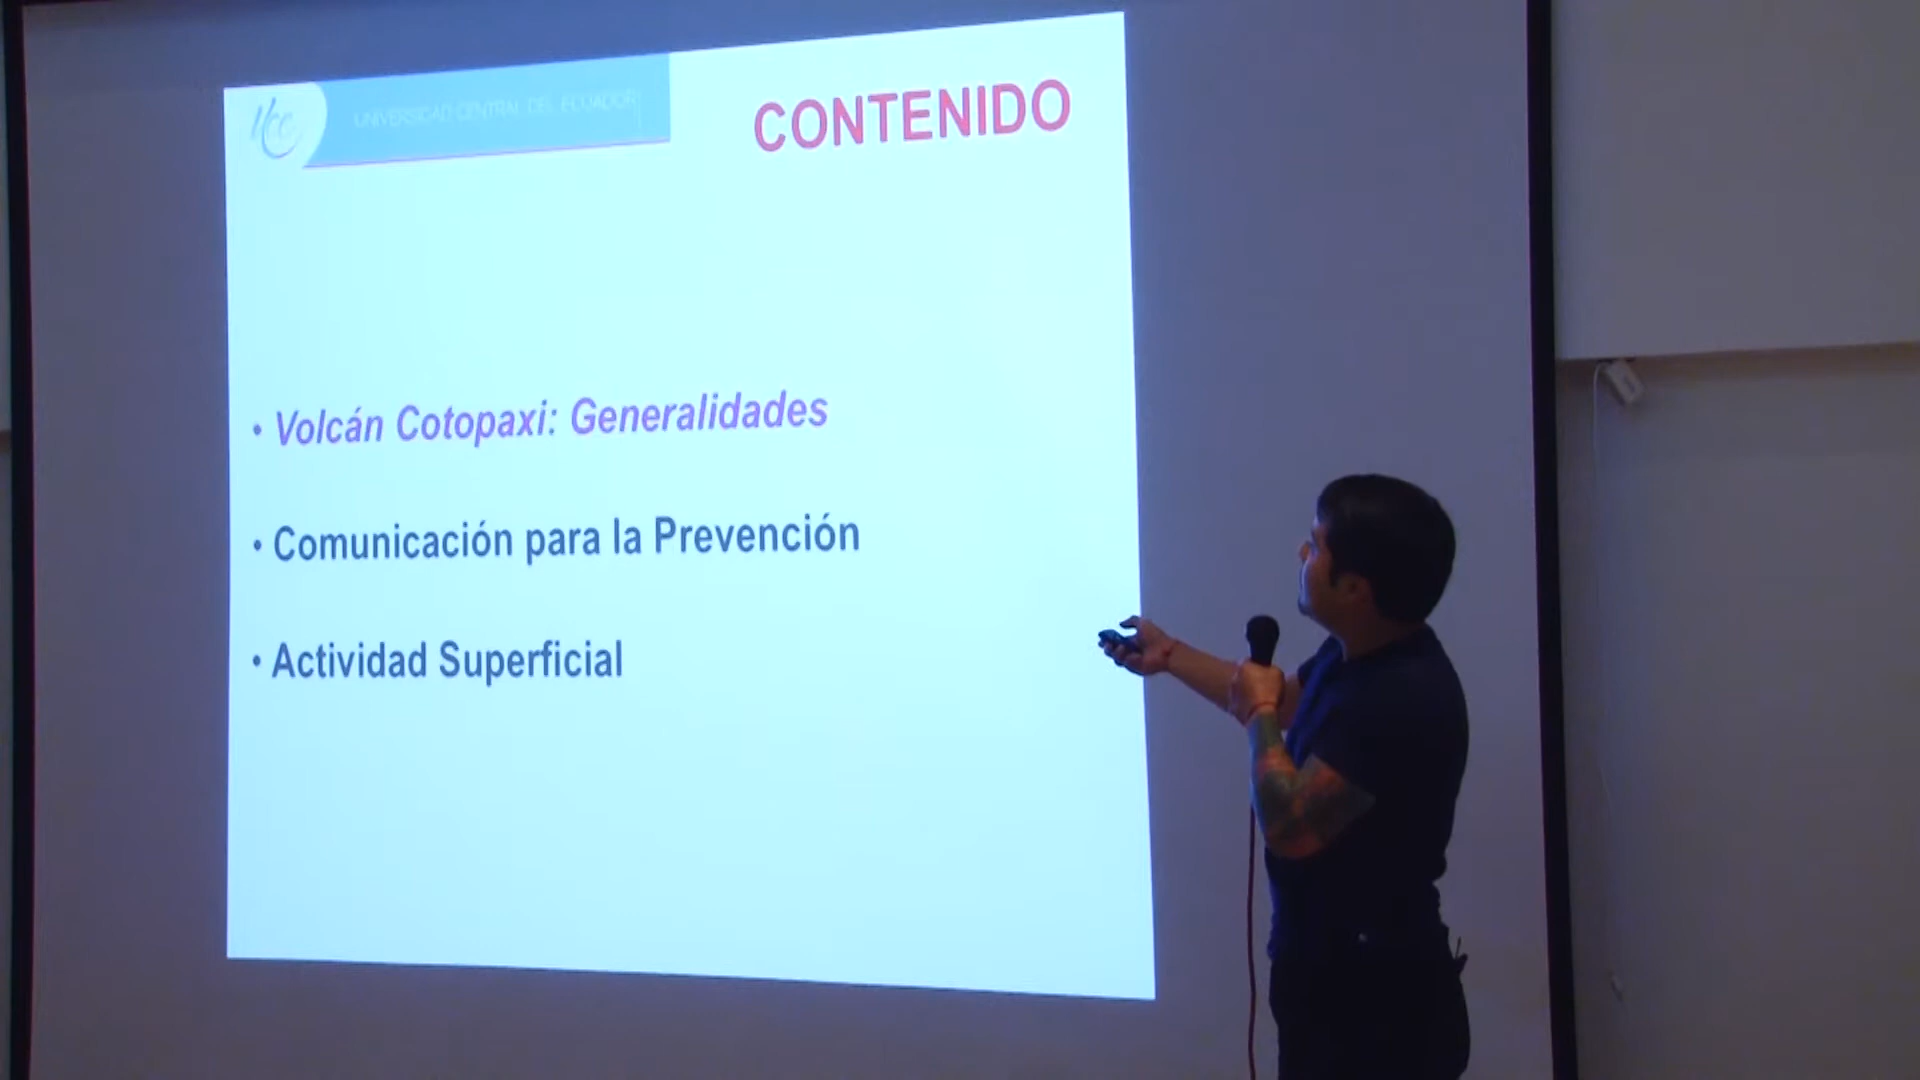 UNIVERSIDAD CENTRAL DEL ECUADOR
CONTENIDO
• Volcán Cotopaxi: Generalidades
• Comunicación para la Prevención
• Actividad Superficial